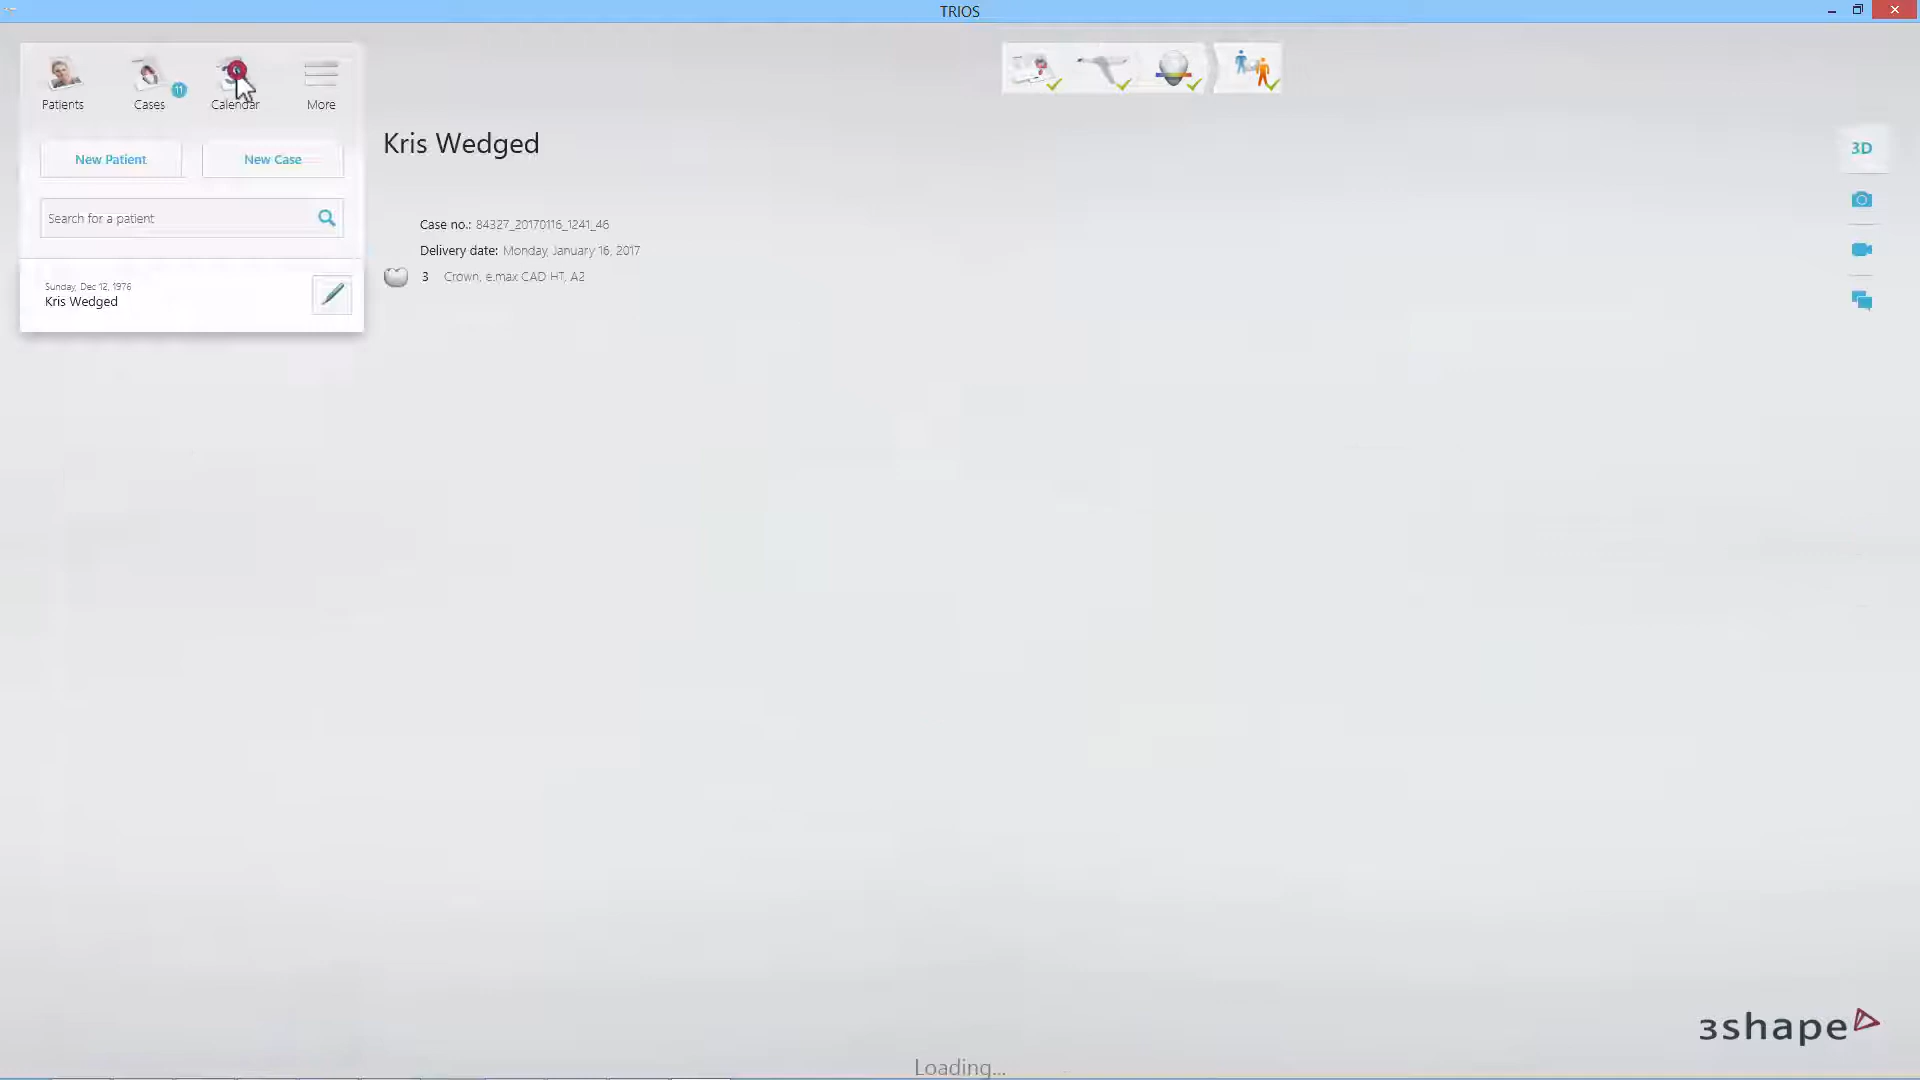 TRIOS
Patients
Cases
11
Calendar
More
New Patient
New Case
Search for a patient
Sunday, Dec 12, 1976
Kris Wedged
Kris Wedged
Case no.: 84327_20170116_1241_46
Delivery date: Monday, January 16, 2017
3 Crown, e.max CAD HT, A2
3D
3shape
Loading...